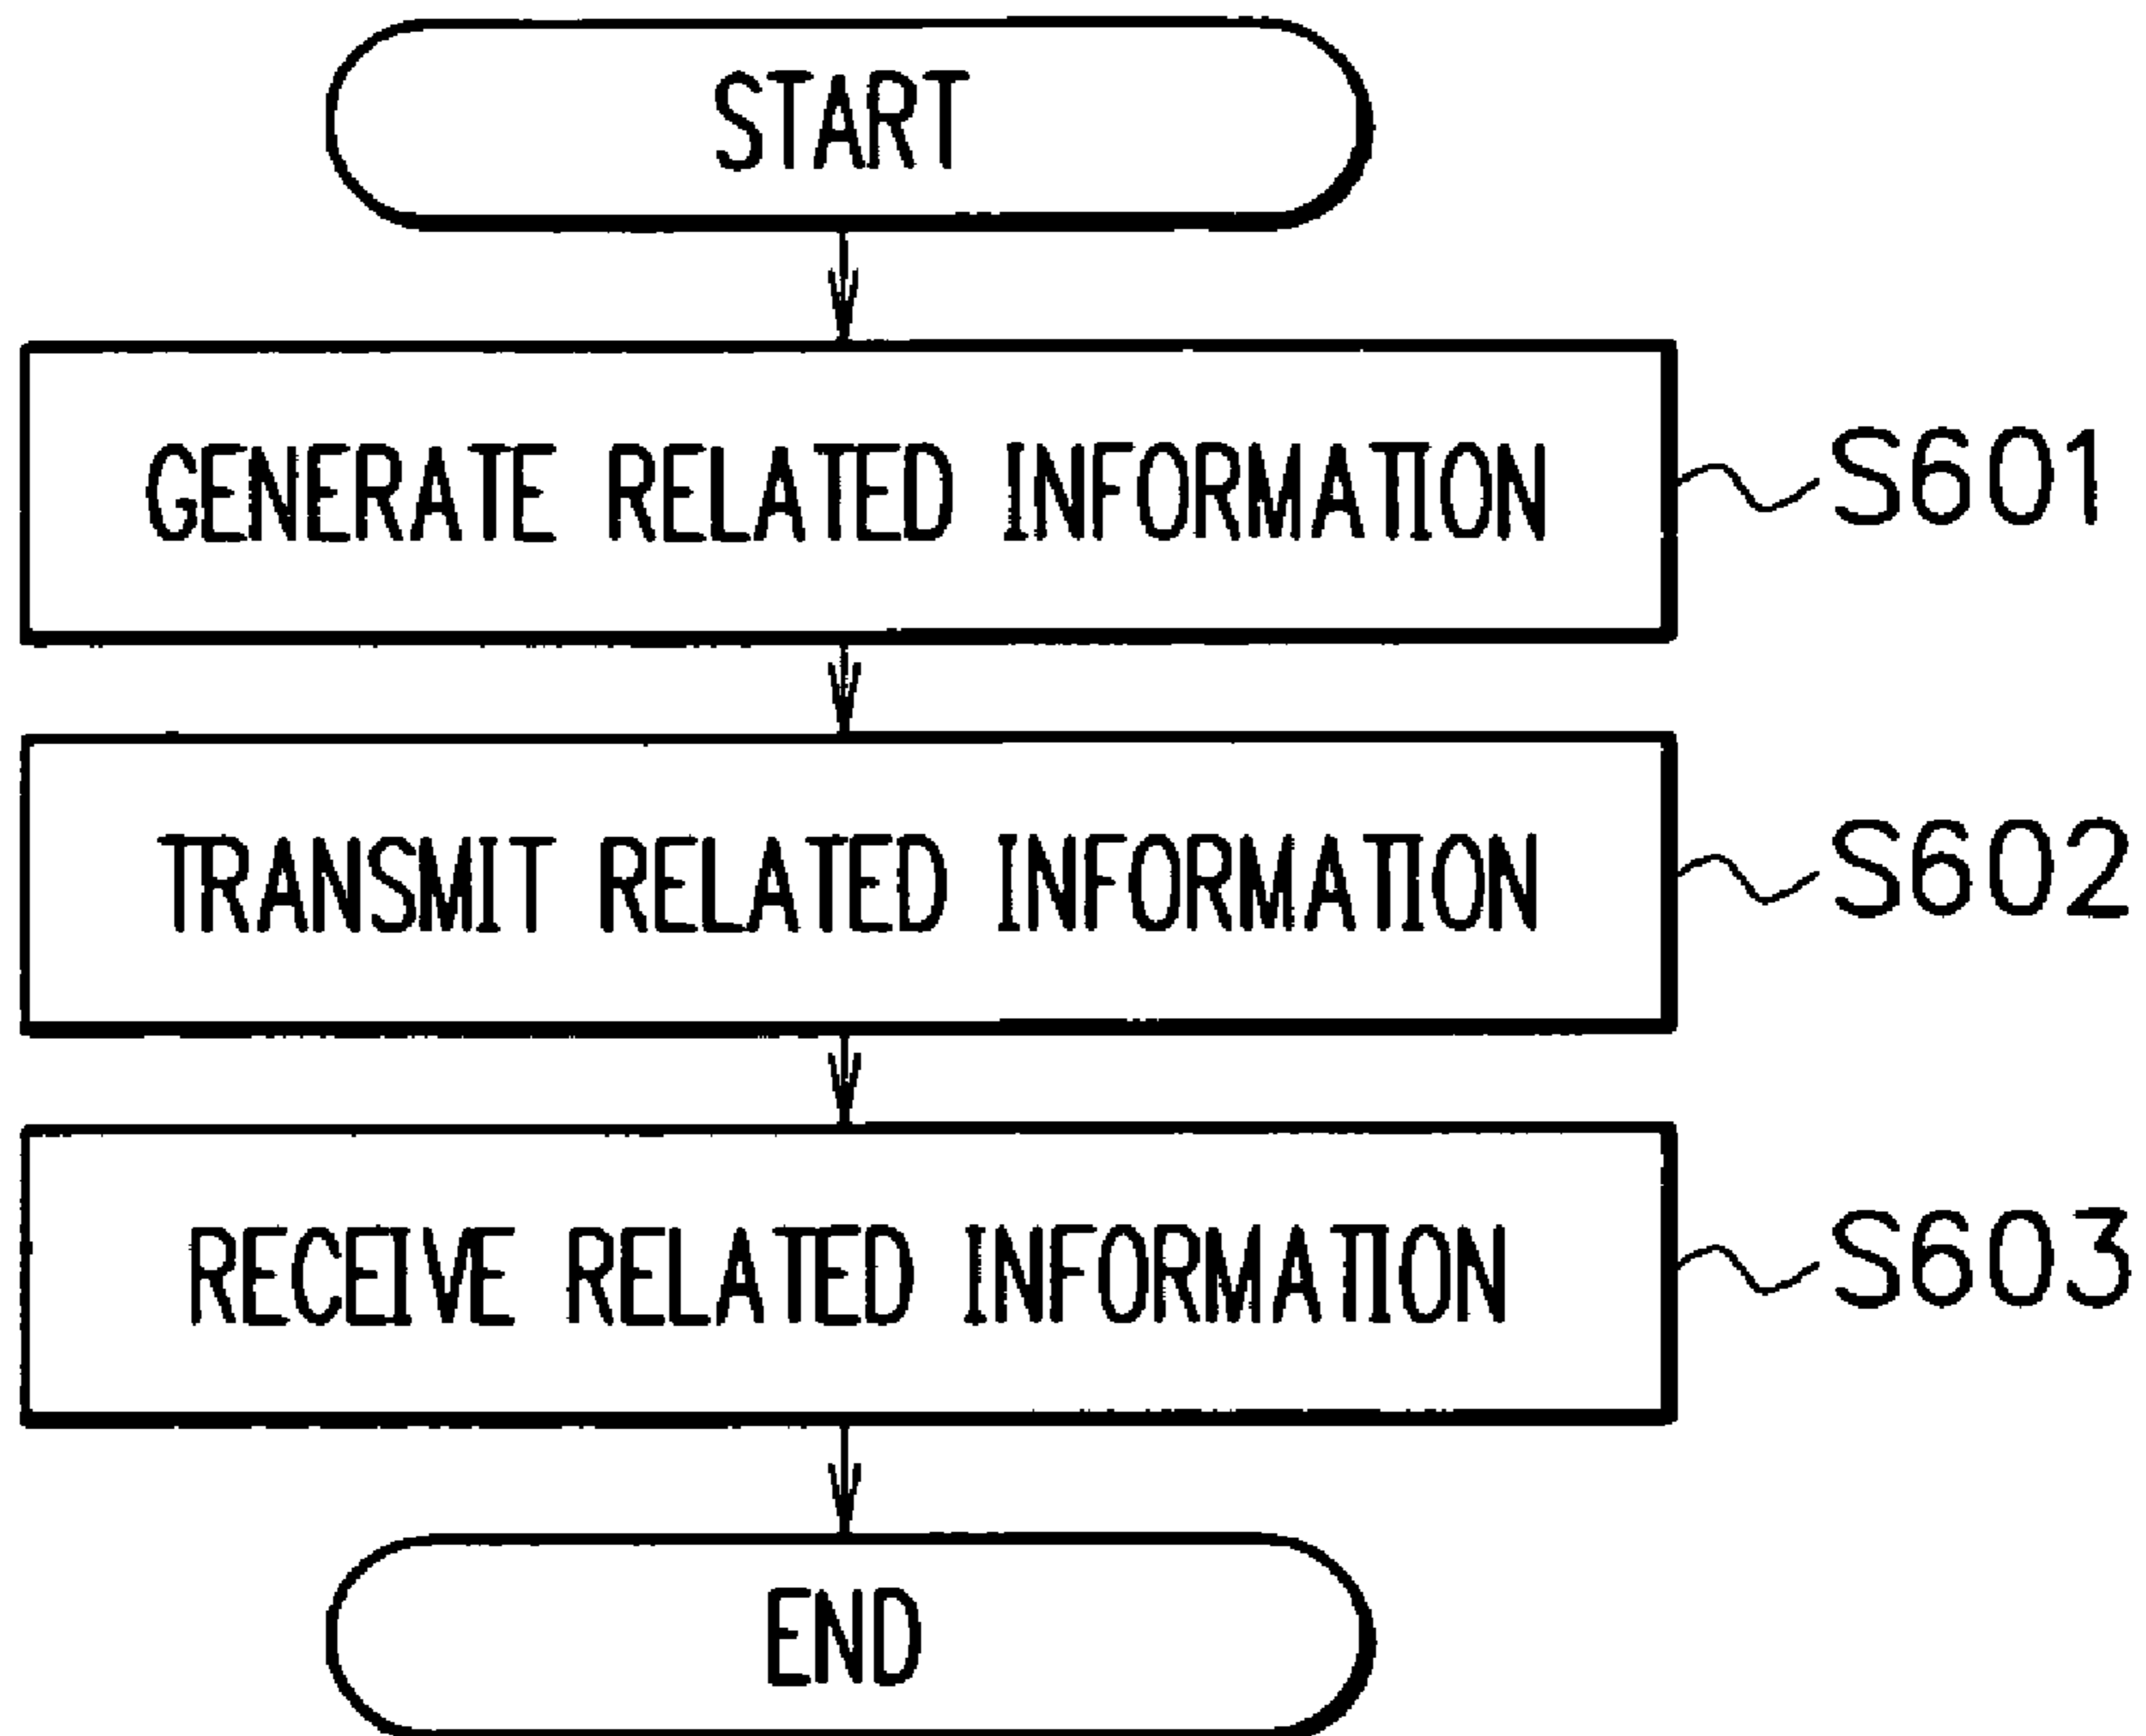 START
GENERATE RELATED INFORMATION S601
TRANSMIT RELATED INFORMATION S602
RECEIVE RELATED INFORMATION S603
END